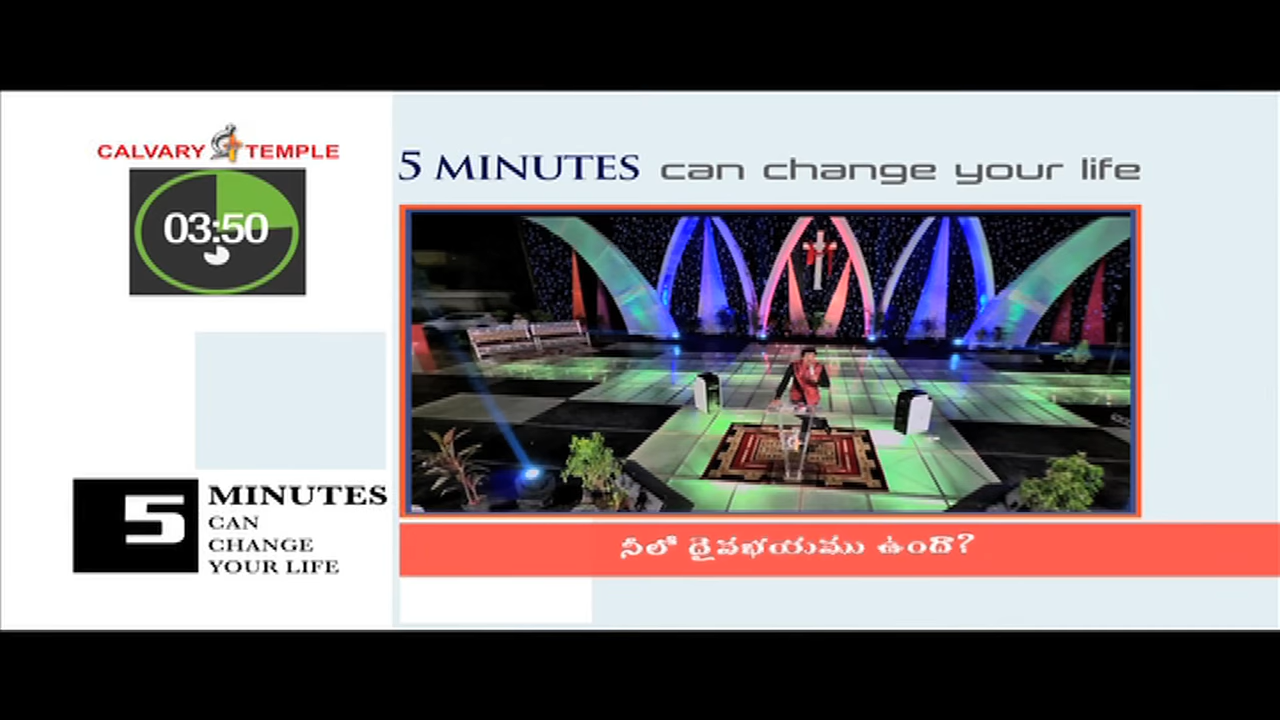 CALVARY TEMPLE
03:50
5 MINUTES can change your life
5 MINUTES
CAN
CHANGE
YOUR LIFE
నీలో దైవభయము ఉందా?